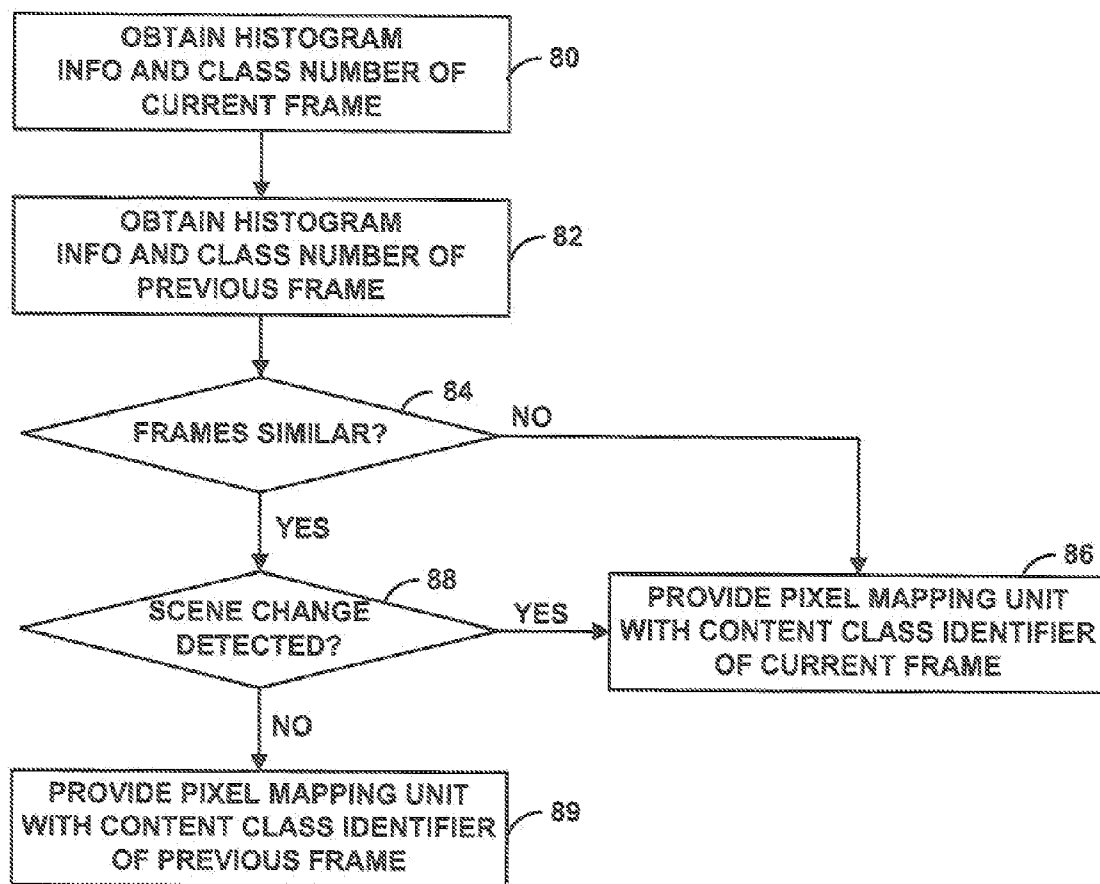 OBTAIN HISTOGRAM
INFO AND CLASS NUMBER OF
CURRENT FRAME
80
OBTAIN HISTOGRAM
INFO AND CLASS NUMBER OF
PREVIOUS FRAME
82
84
FRAMES SIMILAR?
NO
YES
88
SCENE CHANGE
DETECTED?
YES
86
PROVIDE PIXEL MAPPING UNIT
WITH CONTENT CLASS IDENTIFIER
OF CURRENT FRAME
NO
PROVIDE PIXEL MAPPING UNIT
WITH CONTENT CLASS IDENTIFIER
OF PREVIOUS FRAME
89